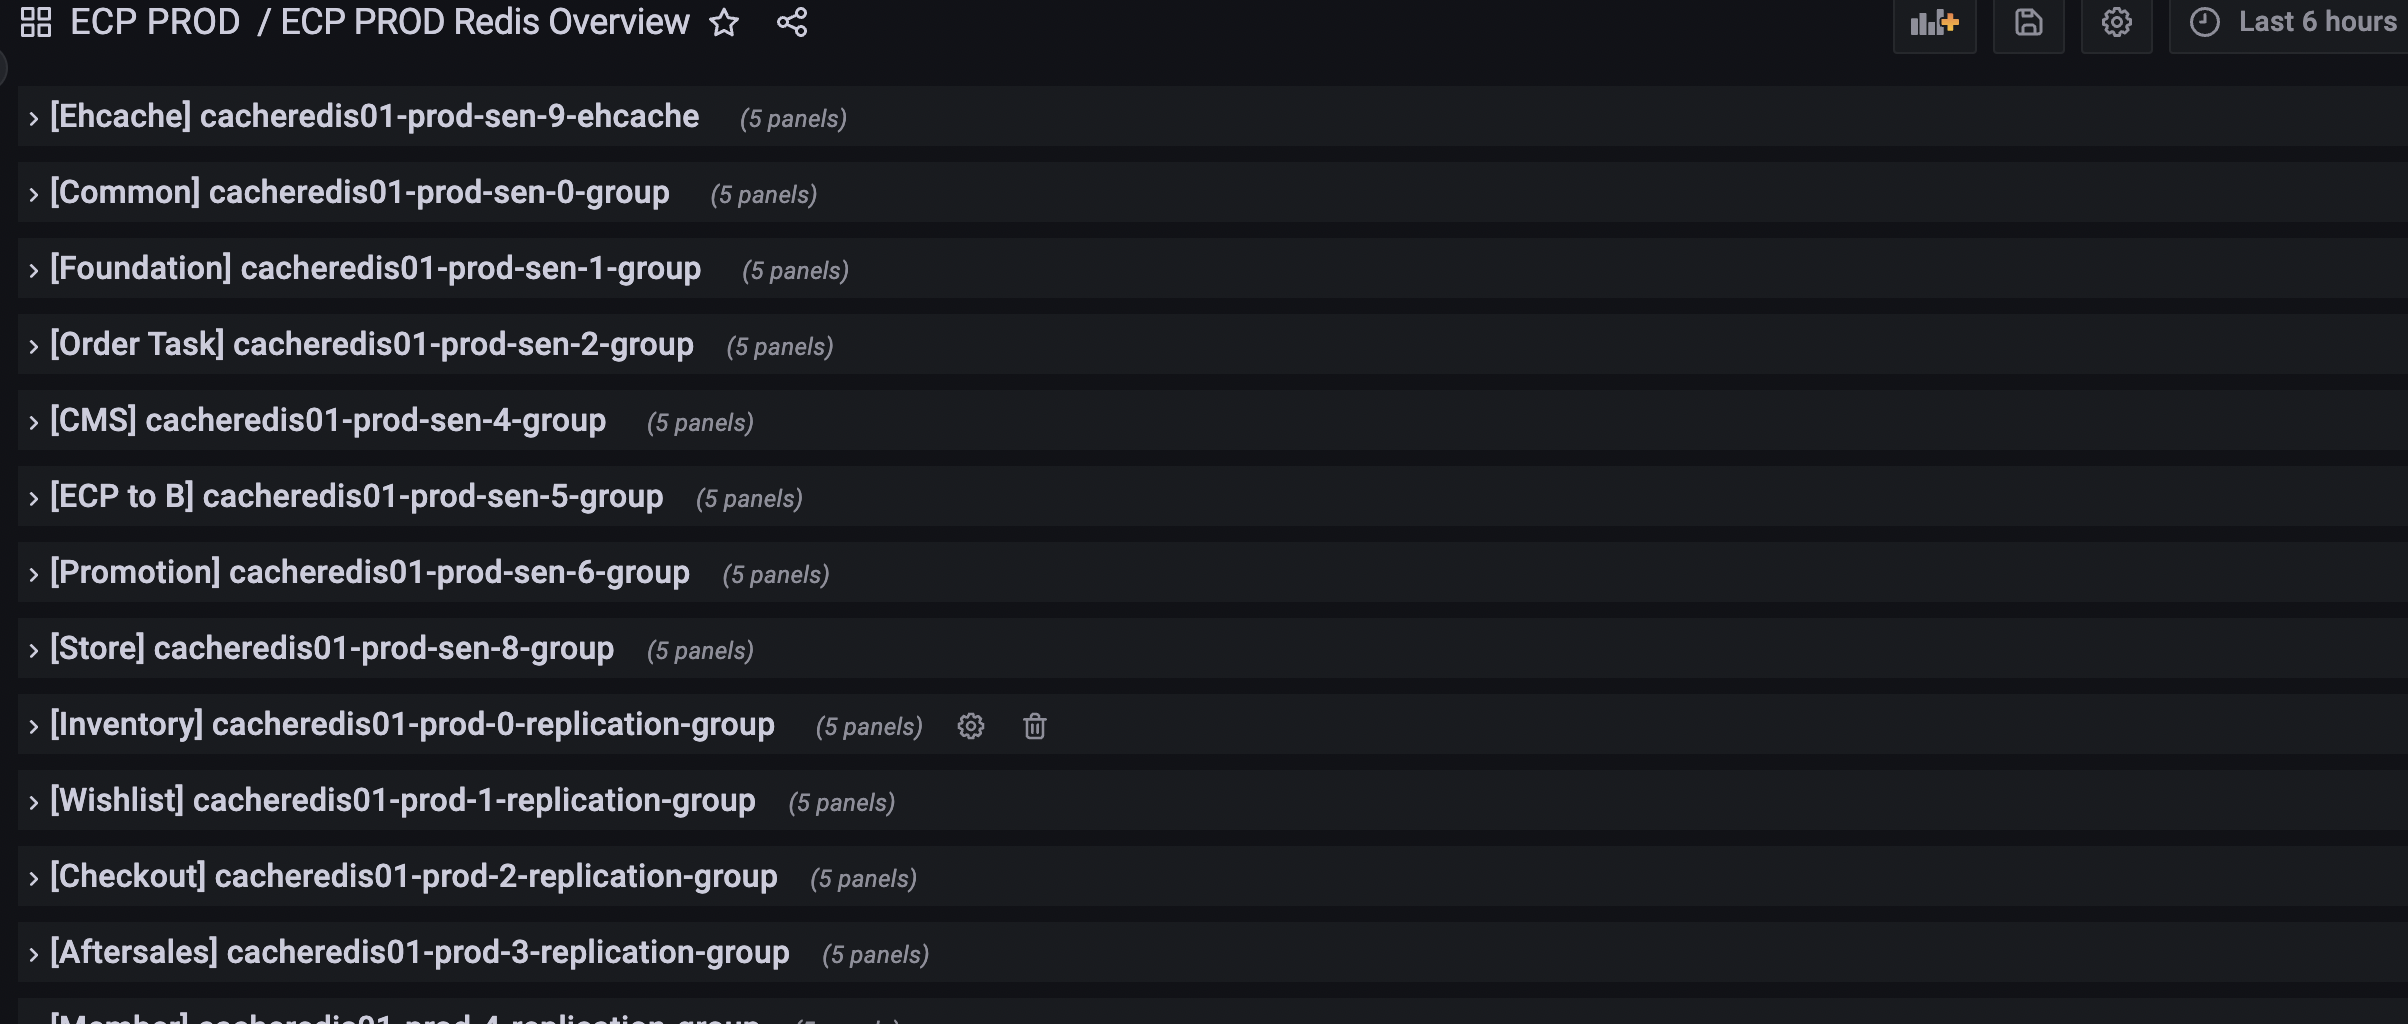 ECP PROD / ECP PROD Redis Overview
Last 6 hours
[Ehcache] cacheredis01-prod-sen-9-ehcache (5 panels)
[Common] cacheredis01-prod-sen-0-group (5 panels)
[Foundation] cacheredis01-prod-sen-1-group (5 panels)
[Order Task] cacheredis01-prod-sen-2-group (5 panels)
[CMS] cacheredis01-prod-sen-4-group (5 panels)
[ECP to B] cacheredis01-prod-sen-5-group (5 panels)
[Promotion] cacheredis01-prod-sen-6-group (5 panels)
[Store] cacheredis01-prod-sen-8-group (5 panels)
[Inventory] cacheredis01-prod-0-replication-group (5 panels)
[Wishlist] cacheredis01-prod-1-replication-group (5 panels)
[Checkout] cacheredis01-prod-2-replication-group (5 panels)
[Aftersales] cacheredis01-prod-3-replication-group (5 panels)
[Member] cacheredis01-prod-4-replication-group